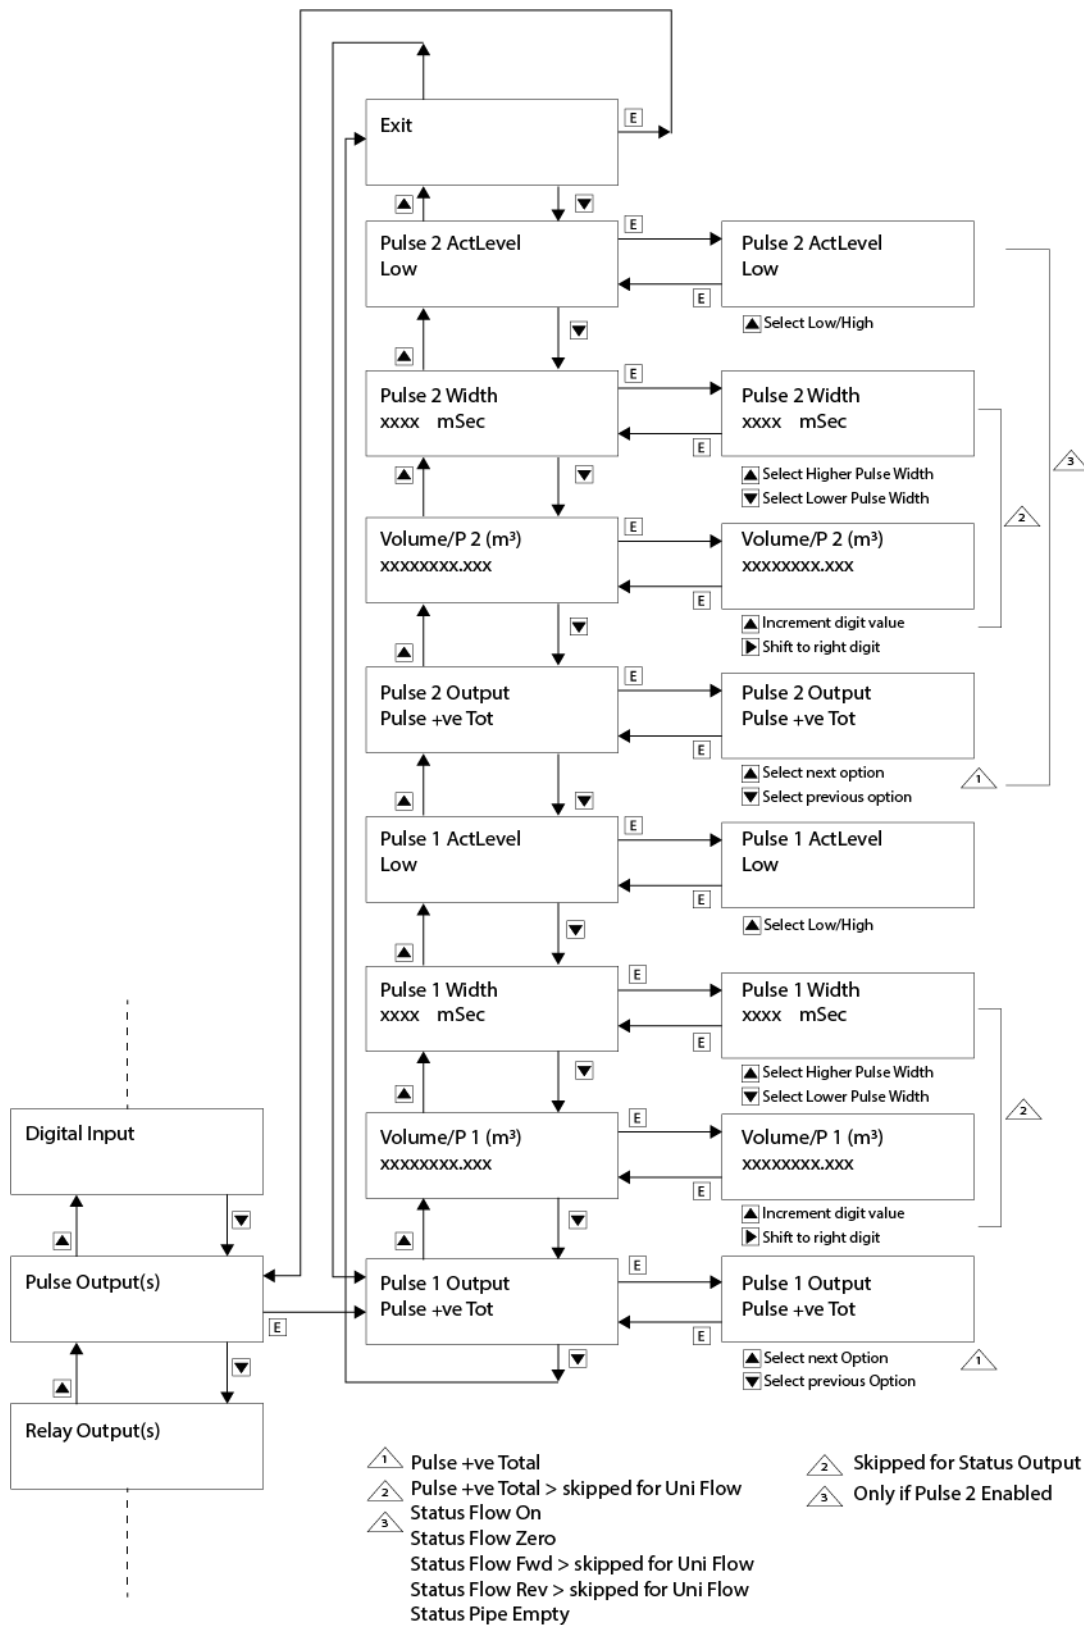 Exit
E
Pulse 2 ActLevel
Low
E
E
Pulse 2 ActLevel
Low
Select Low/High
Pulse 2 Width
xxxx mSec
E
E
Pulse 2 Width
xxxx mSec
Select Higher Pulse Width
Select Lower Pulse Width
3
2
Volume/P 2 (m³)
xxxxxxxx.xxx
E
E
Volume/P 2 (m³)
xxxxxxxx.xxx
Increment digit value
Shift to right digit
Pulse 2 Output
Pulse +ve Tot
E
E
Pulse 2 Output
Pulse +ve Tot
Select next option
Select previous option
1
Pulse 1 ActLevel
Low
E
E
Pulse 1 ActLevel
Low
Select Low/High
Pulse 1 Width
xxxx mSec
E
E
Pulse 1 Width
xxxx mSec
Select Higher Pulse Width
Select Lower Pulse Width
2
Digital Input
Volume/P 1 (m³)
xxxxxxxx.xxx
E
E
Volume/P 1 (m³)
xxxxxxxx.xxx
Increment digit value
Shift to right digit
Pulse Output(s)
E
Pulse 1 Output
Pulse +ve Tot
E
E
Pulse 1 Output
Pulse +ve Tot
Select next Option
Select previous Option
1
Relay Output(s)
1 Pulse +ve Total
2 Pulse +ve Total > skipped for Uni Flow
3 Status Flow On
Status Flow Zero
Status Flow Fwd > skipped for Uni Flow
Status Flow Rev > skipped for Uni Flow
Status Pipe Empty
2 Skipped for Status Output
3 Only if Pulse 2 Enabled